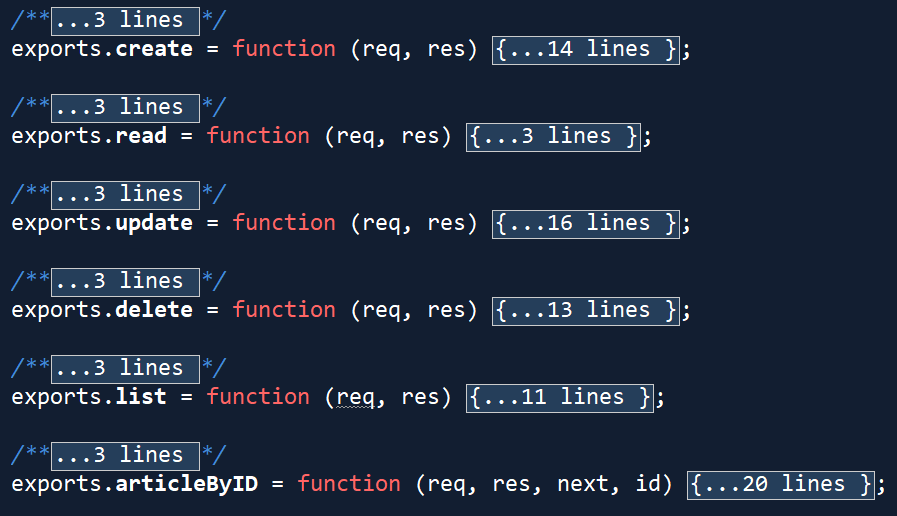 /**...3 lines */
exports.create = function (req, res) {...14 lines };
/**...3 lines */
exports.read = function (req, res) {...3 lines };
/**...3 lines */
exports.update = function (req, res) {...16 lines };
/**...3 lines */
exports.delete = function (req, res) {...13 lines };
/**...3 lines */
exports.list = function (req, res) {...11 lines };
/**...3 lines */
exports.articleByID = function (req, res, next, id) {...20 lines };